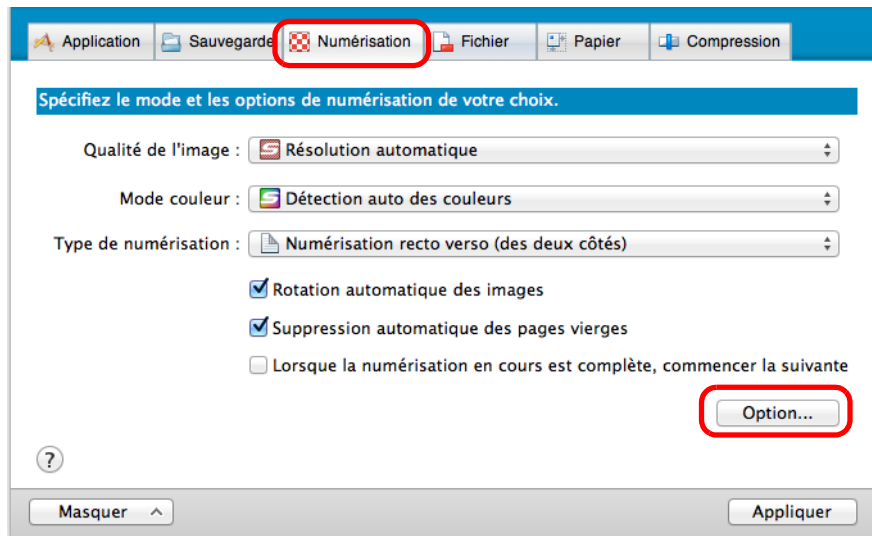 Application Sauvegarde Numérisation Fichier Papier Compression
Spécifiez le mode et les options de numérisation de votre choix.
Qualité de l'image : Résolution automatique
Mode couleur : Détection auto des couleurs
Type de numérisation : Numérisation recto verso (des deux côtés)
Rotation automatique des images
Suppression automatique des pages vierges
Lorsque la numérisation en cours est complète, commencer la suivante
Option...
?
Masquer Appliquer